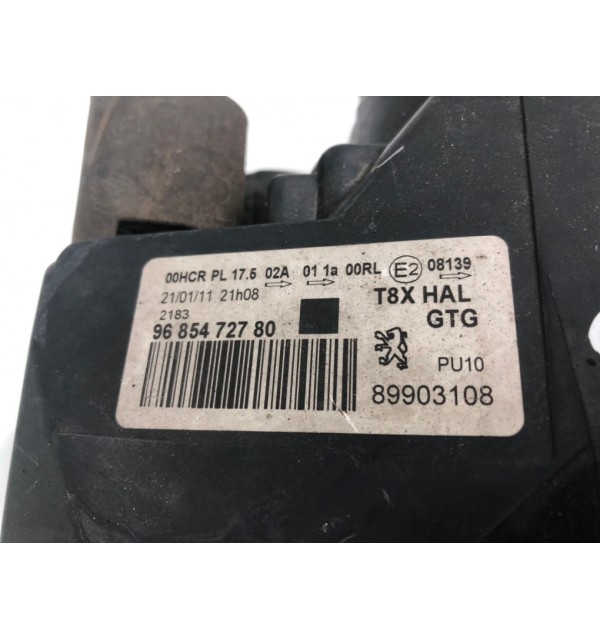 00HCR PL 17.5 02A 01 1a 00RL E2 08139
21/01/11 21h08
2183
96 854 727 80
T8X HAL
GTG
PU10
89903108